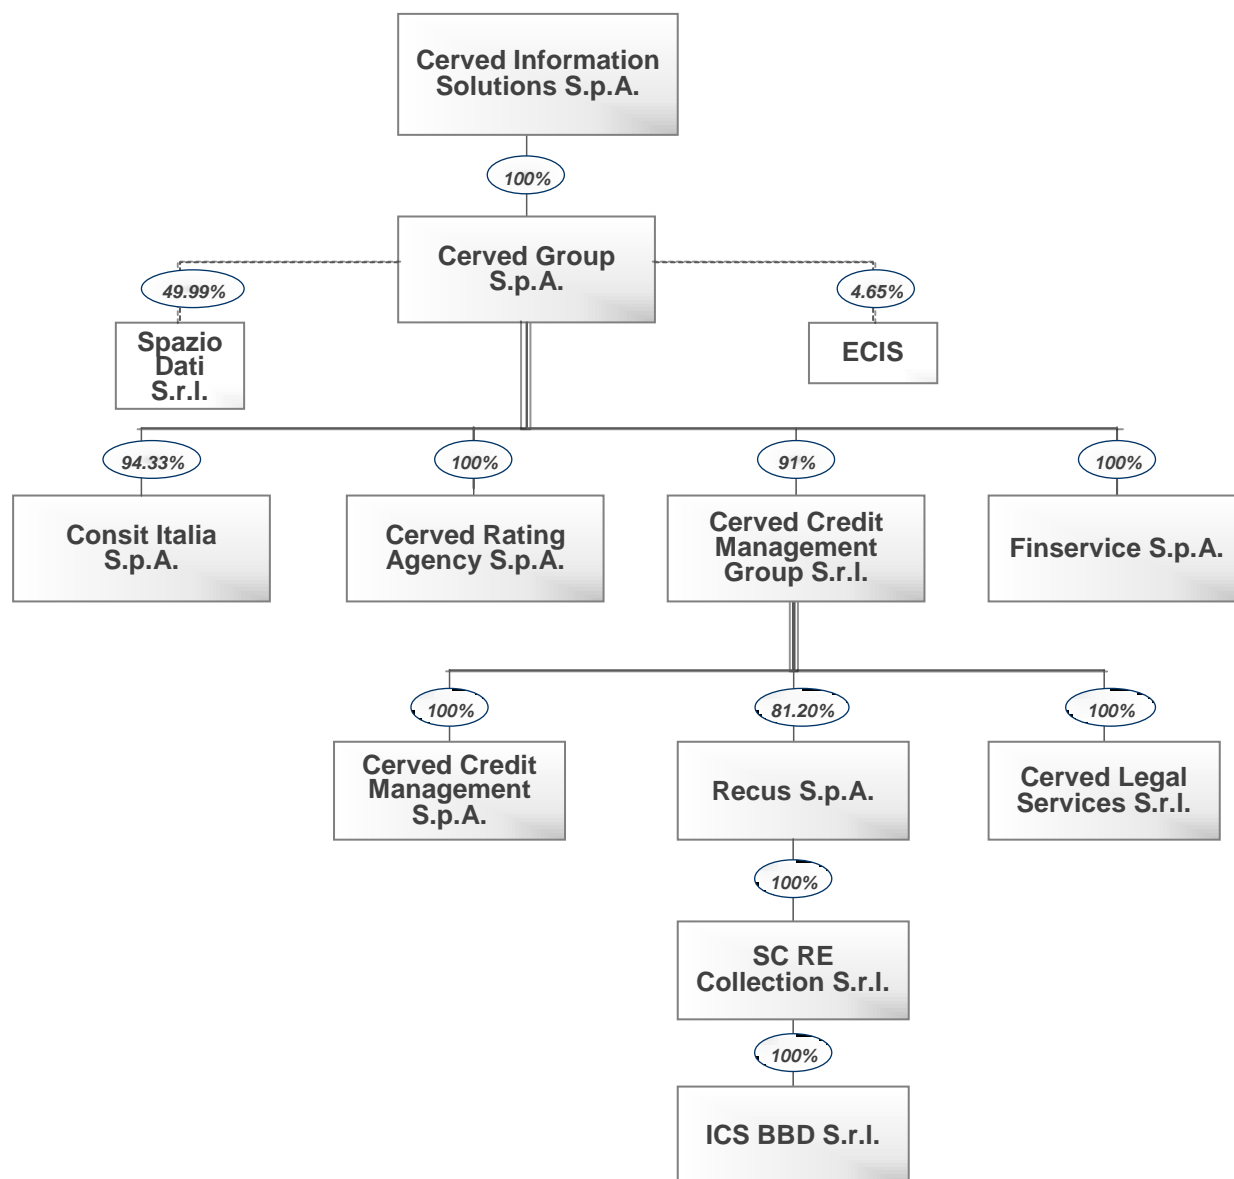 Cerved Information
Solutions S.p.A.
100%
Cerved Group
S.p.A.
49.99%
4.65%
Spazio
Dati
S.r.l.
ECIS
94.33%
100%
91%
100%
Consit Italia
S.p.A.
Cerved Rating
Agency S.p.A.
Cerved Credit
Management
Group S.r.l.
Finservice S.p.A.
100%
81.20%
100%
Cerved Credit
Management
S.p.A.
Recus S.p.A.
Cerved Legal
Services S.r.l.
100%
SC RE
Collection S.r.l.
100%
ICS BBD S.r.l.